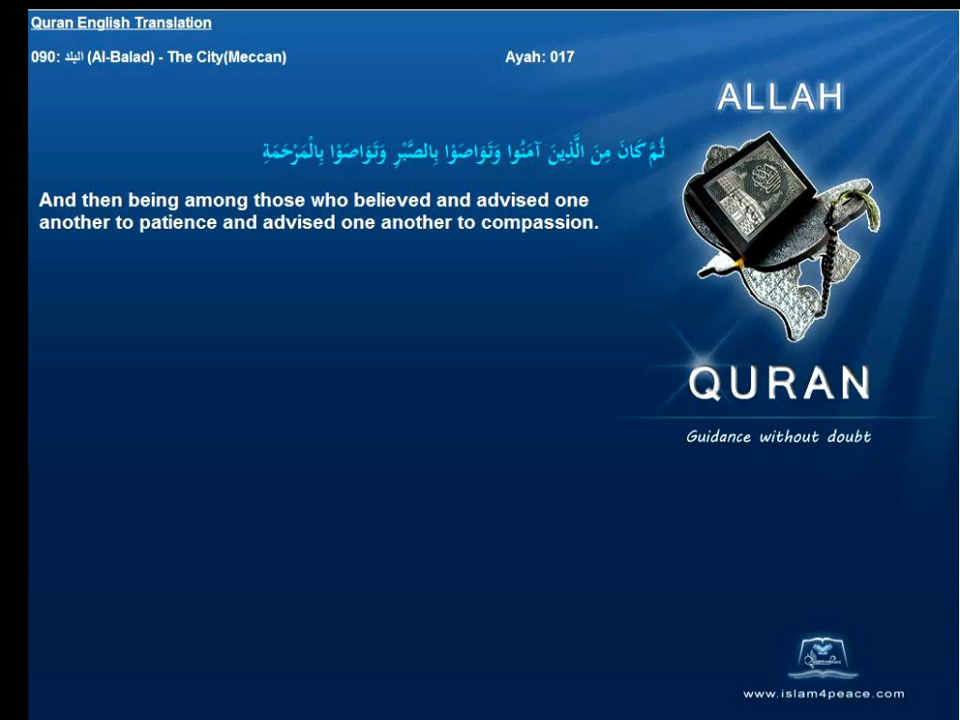 Quran English Translation
090: البلد (Al-Balad) - The City(Meccan) Ayah: 017
ALLAH
ثُمَّ كَانَ مِنَ الَّذِينَ آمَنُوا وَتَوَاصَوْا بِالصَّبْرِ وَتَوَاصَوْا بِالْمَرْحَمَةِ
And then being among those who believed and advised one
another to patience and advised one another to compassion.
QURAN
Guidance without doubt
www.islam4peace.com